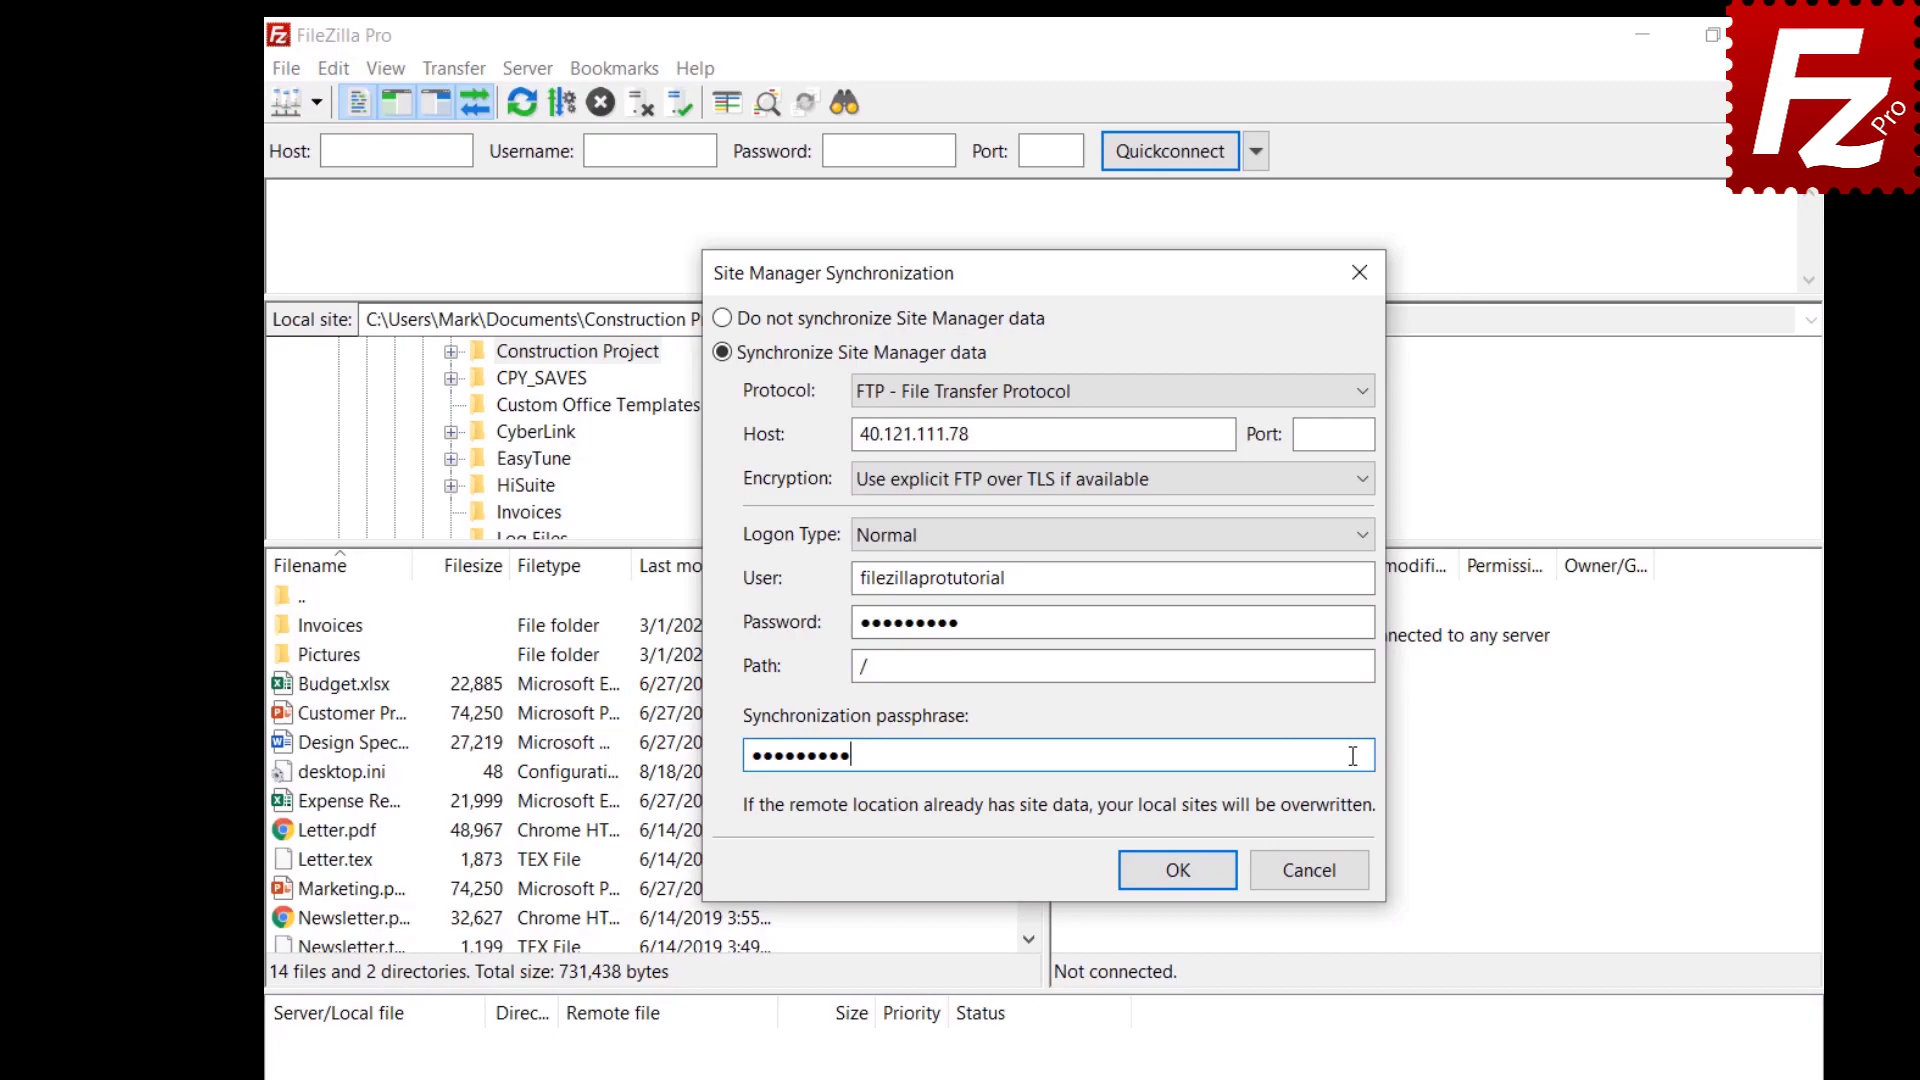 FileZilla Pro
File Edit View Transfer Server Bookmarks Help
Host: Username: Password: Port: Quickconnect
Fz Pro
Local site: C:\Users\Mark\Documents\Construction P
Construction Project
CPY_SAVES
Custom Office Templates
CyberLink
EasyTune
HiSuite
Invoices
Log Files
Filename Filesize Filetype Last mo
..
Invoices File folder 3/1/202
Pictures File folder 3/1/202
Budget.xlsx 22,885 Microsoft E... 6/27/20
Customer Pr... 74,250 Microsoft P... 6/27/20
Design Spec... 27,219 Microsoft ... 6/27/20
desktop.ini 48 Configurati... 8/18/20
Expense Re... 21,999 Microsoft E... 6/27/20
Letter.pdf 48,967 Chrome HT... 6/14/20
Letter.tex 1,873 TEX File 6/14/20
Marketing.p... 74,250 Microsoft P... 6/27/20
Newsletter.p... 32,627 Chrome HT... 6/14/2019 3:55...
Newsletter.t... 1,199 TEX File 6/14/2019 3:49...
14 files and 2 directories. Total size: 731,438 bytes
Site Manager Synchronization
Do not synchronize Site Manager data
Synchronize Site Manager data
Protocol: FTP - File Transfer Protocol
Host: 40.121.111.78 Port:
Encryption: Use explicit FTP over TLS if available
Logon Type: Normal
User: filezillaprotutorial
Password: ●●●●●●●●●
Path: /
Synchronization passphrase:
●●●●●●●●●
If the remote location already has site data, your local sites will be overwritten.
OK Cancel
modifi... Permissi... Owner/G...
nected to any server
Not connected.
Server/Local file Direc... Remote file Size Priority Status